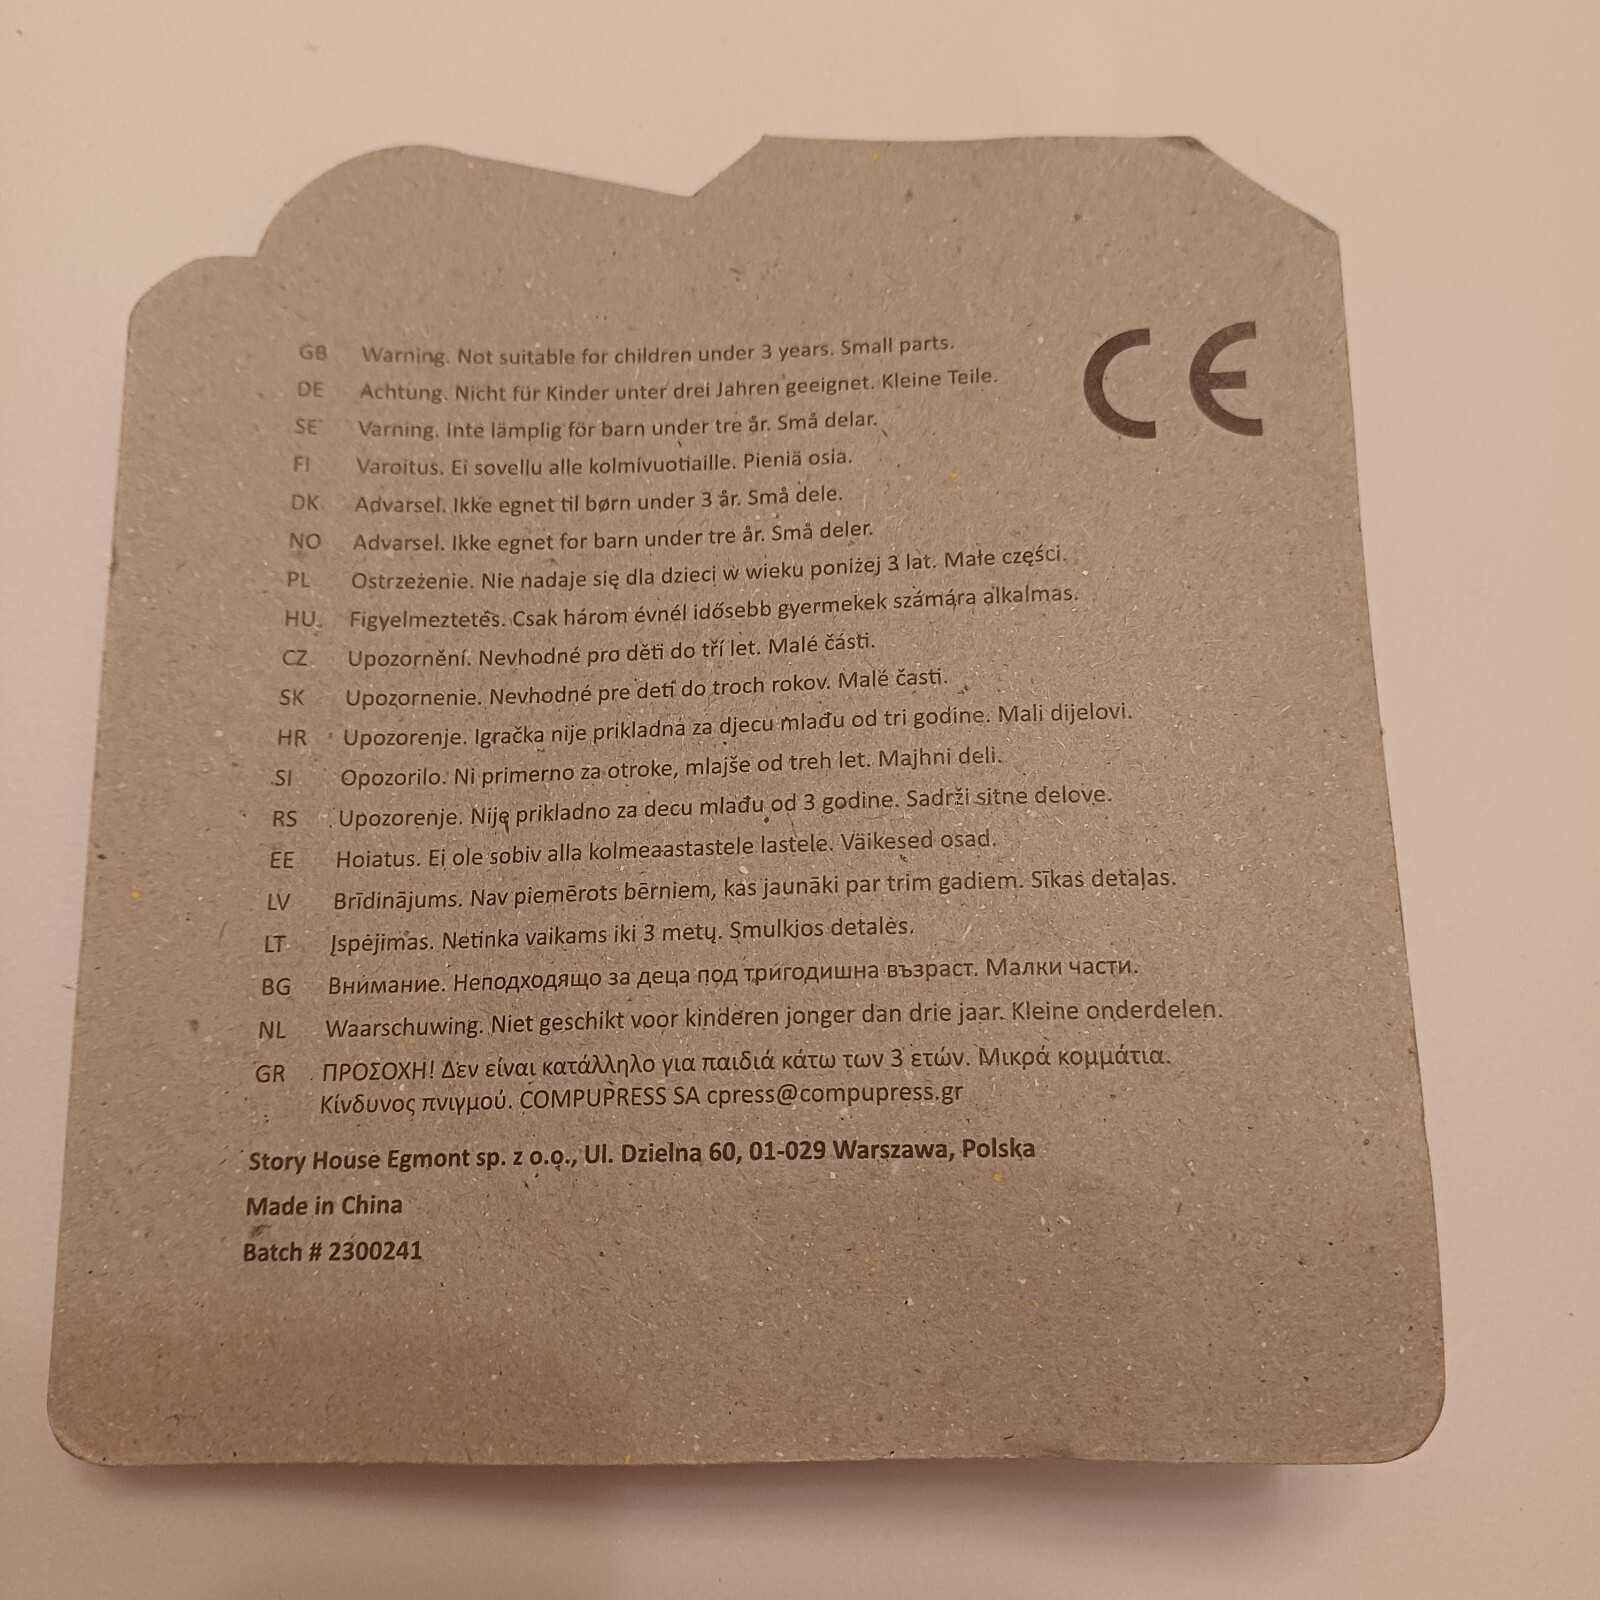 CE
GB Warning. Not suitable for children under 3 years. Small parts.
DE Achtung. Nicht für Kinder unter drei Jahren geeignet. Kleine Teile.
SE Varning. Inte lämplig för barn under tre år. Små delar.
FI Varoitus. Ei sovellu alle kolmivuotiaille. Pieniä osia.
DK Advarsel. Ikke egnet til børn under 3 år. Små dele.
NO Advarsel. Ikke egnet for barn under tre år. Små deler.
PL Ostrzeżenie. Nie nadaje się dla dzieci w wieku poniżej 3 lat. Małe części.
HU Figyelmeztetés. Csak három évnél idősebb gyermekek számára alkalmas.
CZ Upozornění. Nevhodné pro děti do tří let. Malé části.
SK Upozornenie. Nevhodné pre deti do troch rokov. Malé časti.
HR Upozorenje. Igračka nije prikladna za djecu mlađu od tri godine. Mali dijelovi.
SI Opozorilo. Ni primerno za otroke, mlajše od treh let. Majhni deli.
RS Upozorenje. Nije prikladno za decu mlađu od 3 godine. Sadrži sitne delove.
EE Hoiatus. Ei ole sobiv alla kolmeaastastele lastele. Väikesed osad.
LV Brīdinājums. Nav piemērots bērniem, kas jaunāki par trim gadiem. Sīkas detaļas.
LT Įspėjimas. Netinka vaikams iki 3 metų. Smulkios detalės.
BG Внимание. Неподходящо за деца под тригодишна възраст. Малки части.
NL Waarschuwing. Niet geschikt voor kinderen jonger dan drie jaar. Kleine onderdelen.
GR ΠΡΟΣΟΧΗ! Δεν είναι κατάλληλο για παιδιά κάτω των 3 ετών. Μικρά κομμάτια.
Κίνδυνος πνιγμού. COMPUPRESS SA cpress@compupress.gr
Story House Egmont sp. z o.o., Ul. Dzielna 60, 01-029 Warszawa, Polska
Made in China
Batch # 2300241